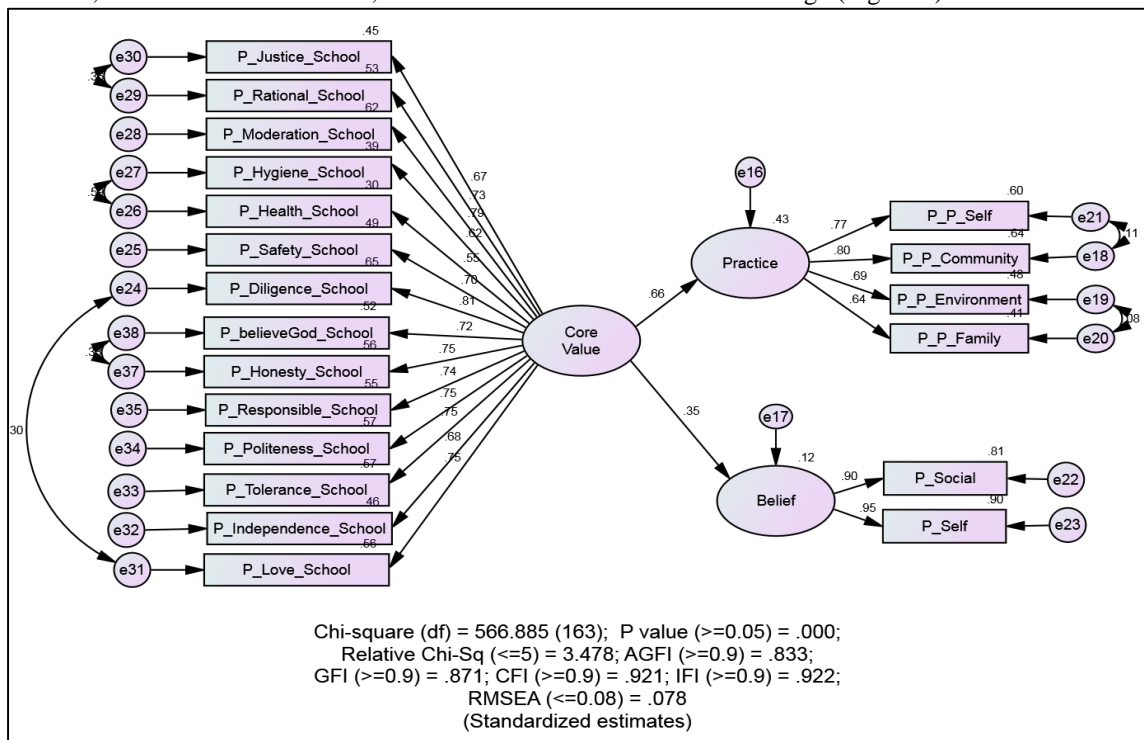 .45
e30
P_Justice_School
.53
e29
P_Rational_School
.62
e28
P_Moderation_School
.39
e27
P_Hygiene_School
.30
e26
P_Health_School
.49
e25
P_Safety_School
.65
e24
P_Diligence_School
.52
e38
P_believeGod_School
.56
e37
P_Honesty_School
.55
e35
P_Responsible_School
.57
e34
P_Politeness_School
.57
e33
P_Tolerance_School
.46
e32
P_Independence_School
.56
e31
P_Love_School
30
.67
.73
.79
.62
.55
.70
.81
.72
.75
.74
.75
.75
.68
.75
Core
Value
.66
.35
e16
.43
Practice
.77
.80
.69
.64
.60
P_P_Self
e21
.64
11
P_P_Community
e18
.48
P_P_Environment
e19
.41
08
P_P_Family
e20
e17
.12
Belief
.90
.95
.81
P_Social
e22
.90
P_Self
e23
Chi-square (df) = 566.885 (163); P value (>=0.05) = .000;
Relative Chi-Sq (<=5) = 3.478; AGFI (>=0.9) = .833;
GFI (>=0.9) = .871; CFI (>=0.9) = .921; IFI (>=0.9) = .922;
RMSEA (<=0.08) = .078
(Standardized estimates)